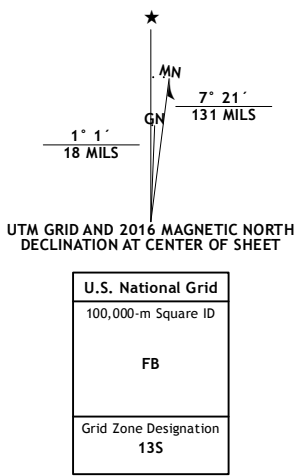 MN
GN
7° 21´
131 MILS
1° 1´
18 MILS
UTM GRID AND 2016 MAGNETIC NORTH
DECLINATION AT CENTER OF SHEET
U.S. National Grid
100,000-m Square ID
FB
Grid Zone Designation
13S